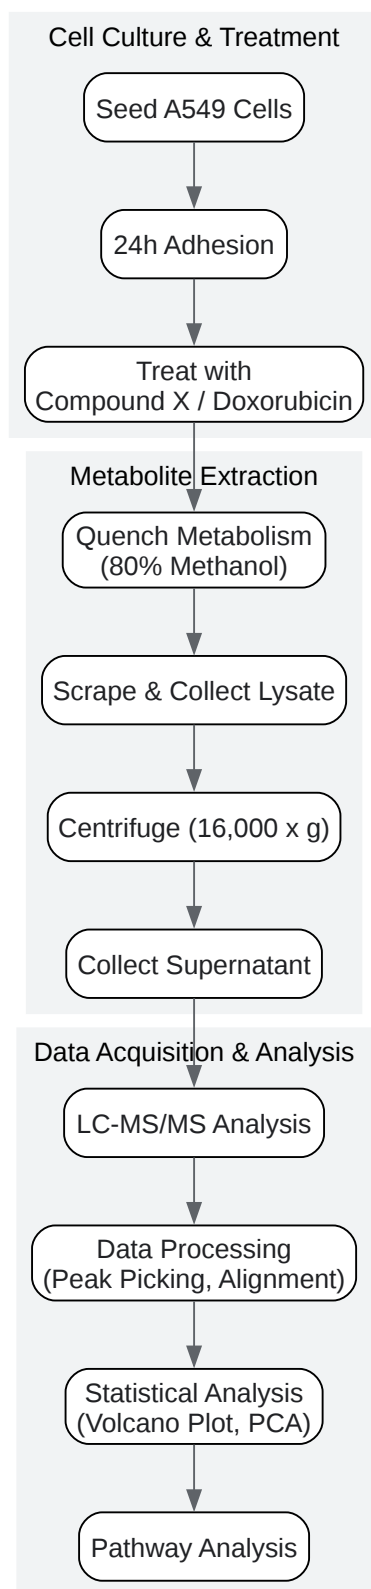 Cell Culture & Treatment
Seed A549 Cells
24h Adhesion
Treat with
Compound X / Doxorubicin
Metabolite Extraction
Quench Metabolism
(80% Methanol)
Scrape & Collect Lysate
Centrifuge (16,000 x g)
Collect Supernatant
Data Acquisition & Analysis
LC-MS/MS Analysis
Data Processing
(Peak Picking, Alignment)
Statistical Analysis
(Volcano Plot, PCA)
Pathway Analysis